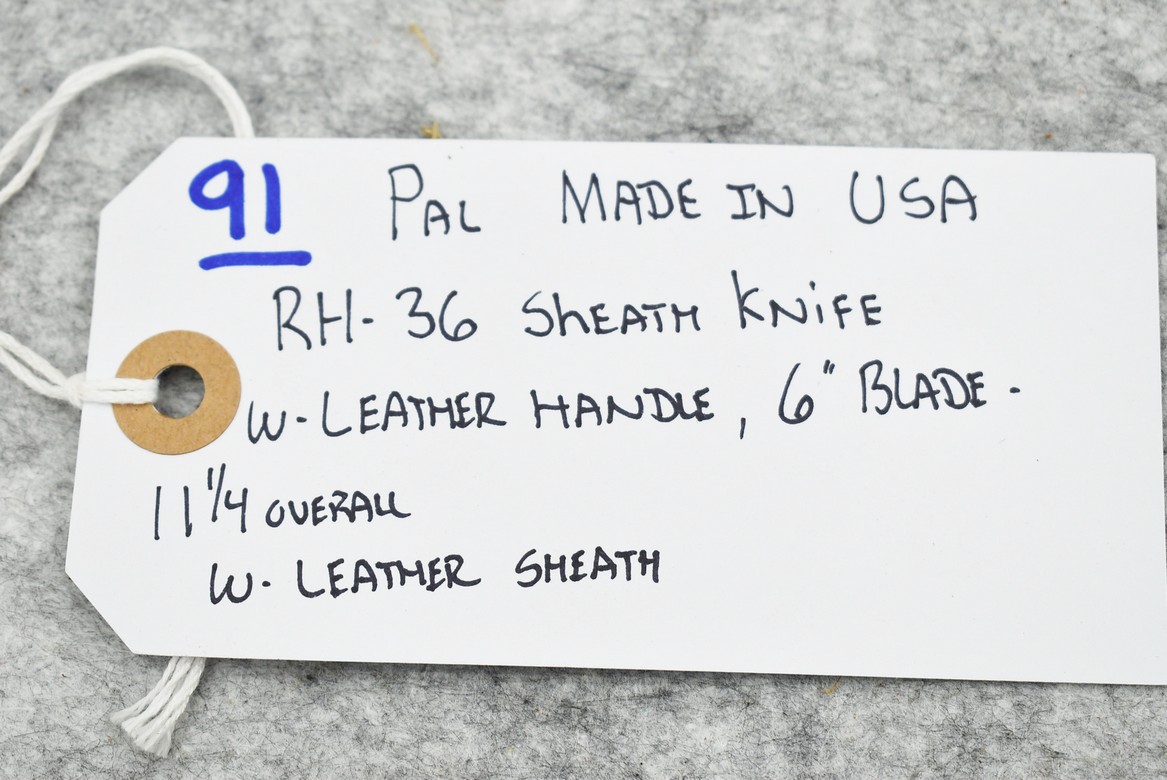 91 PAL MADE IN USA
RH-36 SHEATH KNIFE
W-LEATHER HANDLE, 6" BLADE.
11 1/4 OVERALL
W- LEATHER SHEATH